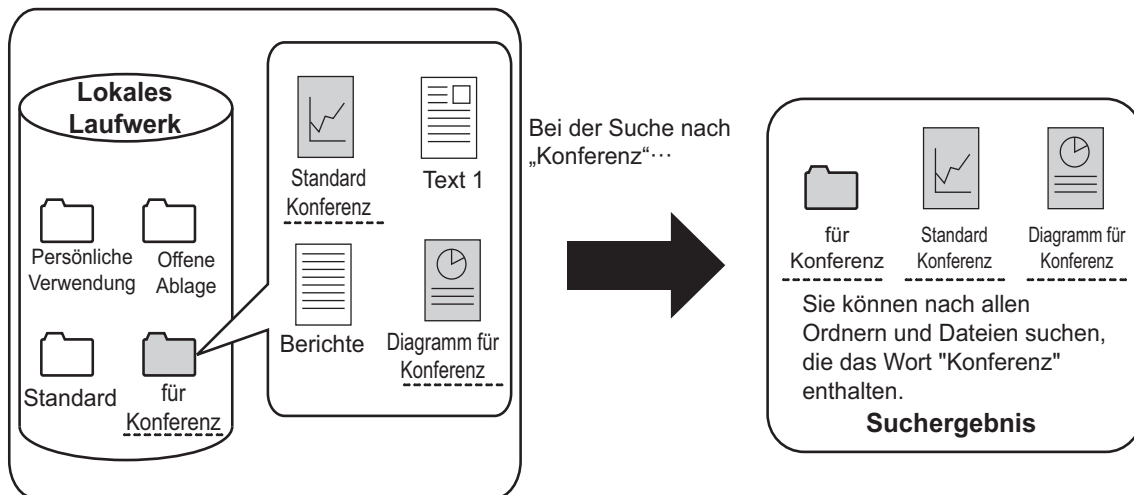 Lokales
Laufwerk
Persönliche
Verwendung
Offene
Ablage
Standard
für
Konferenz
Standard
Konferenz
Text 1
Berichte
Diagramm für
Konferenz
Bei der Suche nach
„Konferenz“···
für
Konferenz
Standard
Konferenz
Diagramm für
Konferenz
Sie können nach allen
Ordnern und Dateien suchen,
die das Wort "Konferenz"
enthalten.
Suchergebnis